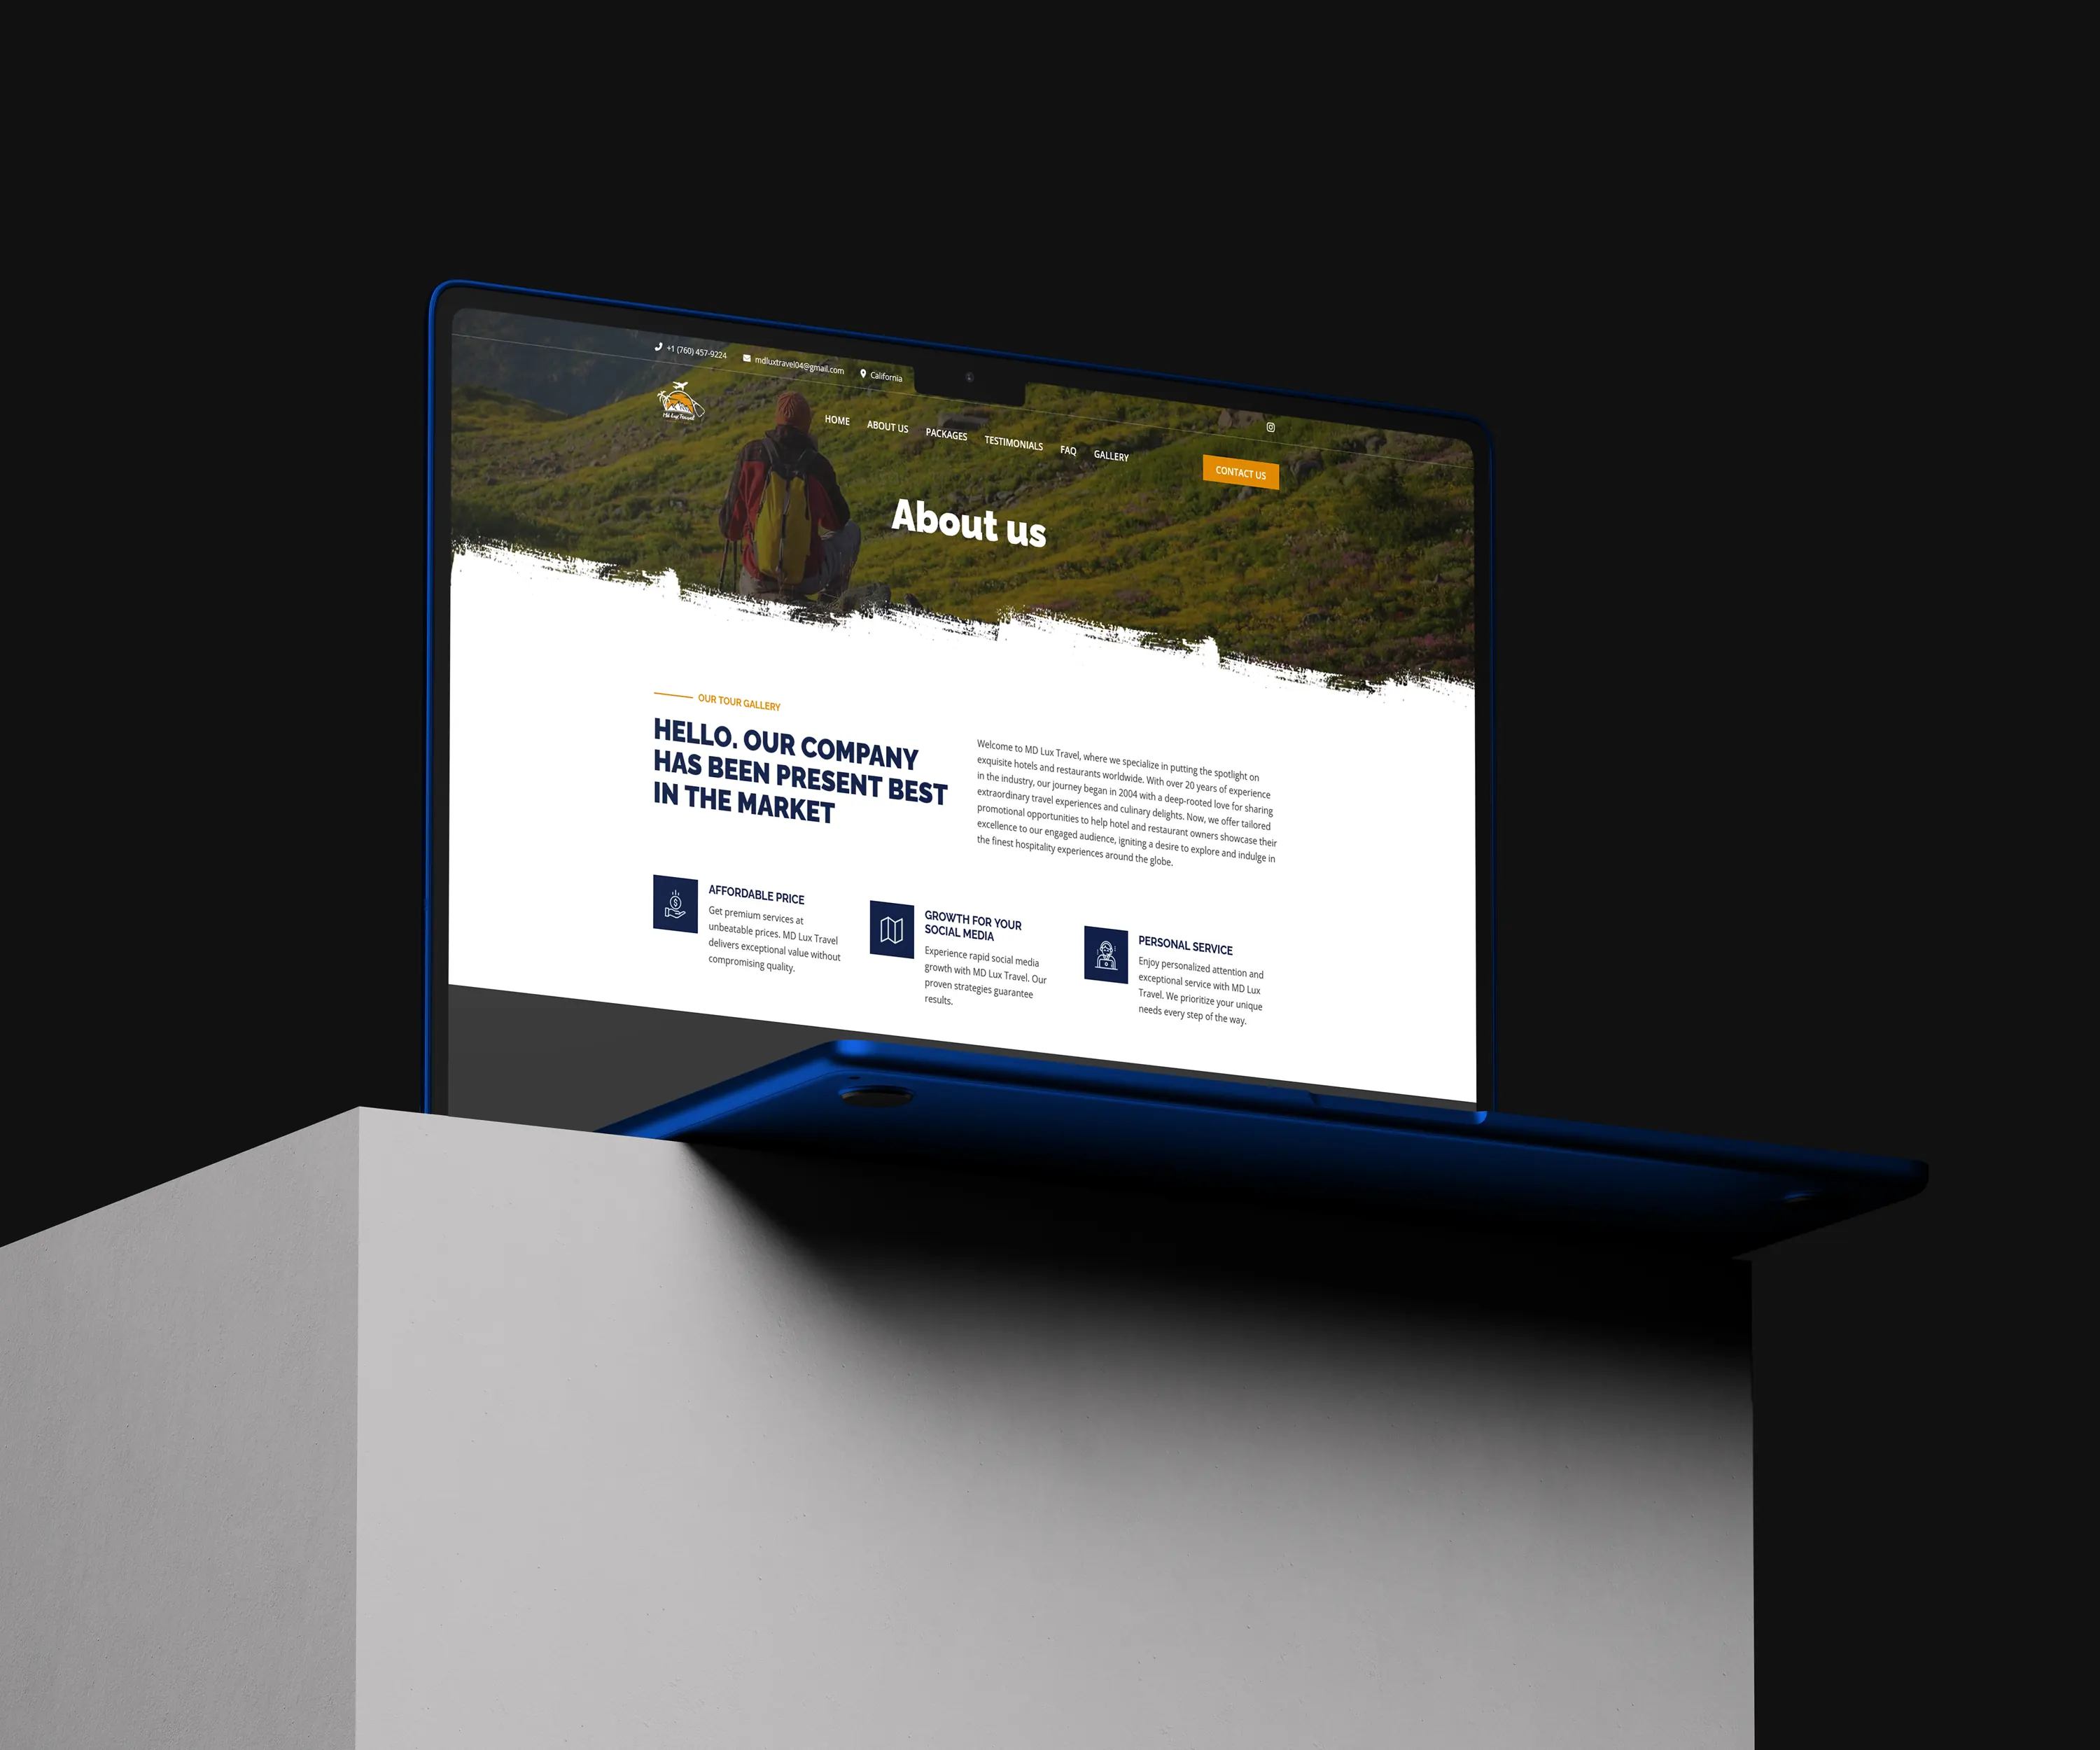 +1 (760) 457-9224
mdluxtravel04@gmail.com
California
Md Lux Travel
HOME
ABOUT US
PACKAGES
TESTIMONIALS
FAQ
GALLERY
CONTACT US
About us
OUR TOUR GALLERY
HELLO. OUR COMPANY
HAS BEEN PRESENT BEST
IN THE MARKET
Welcome to MD Lux Travel, where we specialize in putting the spotlight on
exquisite hotels and restaurants worldwide. With over 20 years of experience
in the industry, our journey began in 2004 with a deep-rooted love for sharing
extraordinary travel experiences and culinary delights. Now, we offer tailored
promotional opportunities to help hotel and restaurant owners showcase their
excellence to our engaged audience, igniting a desire to explore and indulge in
the finest hospitality experiences around the globe.
AFFORDABLE PRICE
Get premium services at
unbeatable prices. MD Lux Travel
delivers exceptional value without
compromising quality.
GROWTH FOR YOUR
SOCIAL MEDIA
Experience rapid social media
growth with MD Lux Travel. Our
proven strategies guarantee
results.
PERSONAL SERVICE
Enjoy personalized attention and
exceptional service with MD Lux
Travel. We prioritize your unique
needs every step of the way.